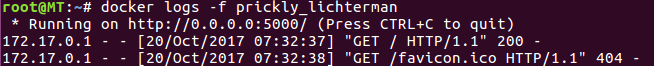 root@MT:~# docker logs -f prickly_lichterman
 * Running on http://0.0.0.0:5000/ (Press CTRL+C to quit)
172.17.0.1 - - [20/Oct/2017 07:32:37] "GET / HTTP/1.1" 200 -
172.17.0.1 - - [20/Oct/2017 07:32:38] "GET /favicon.ico HTTP/1.1" 404 -